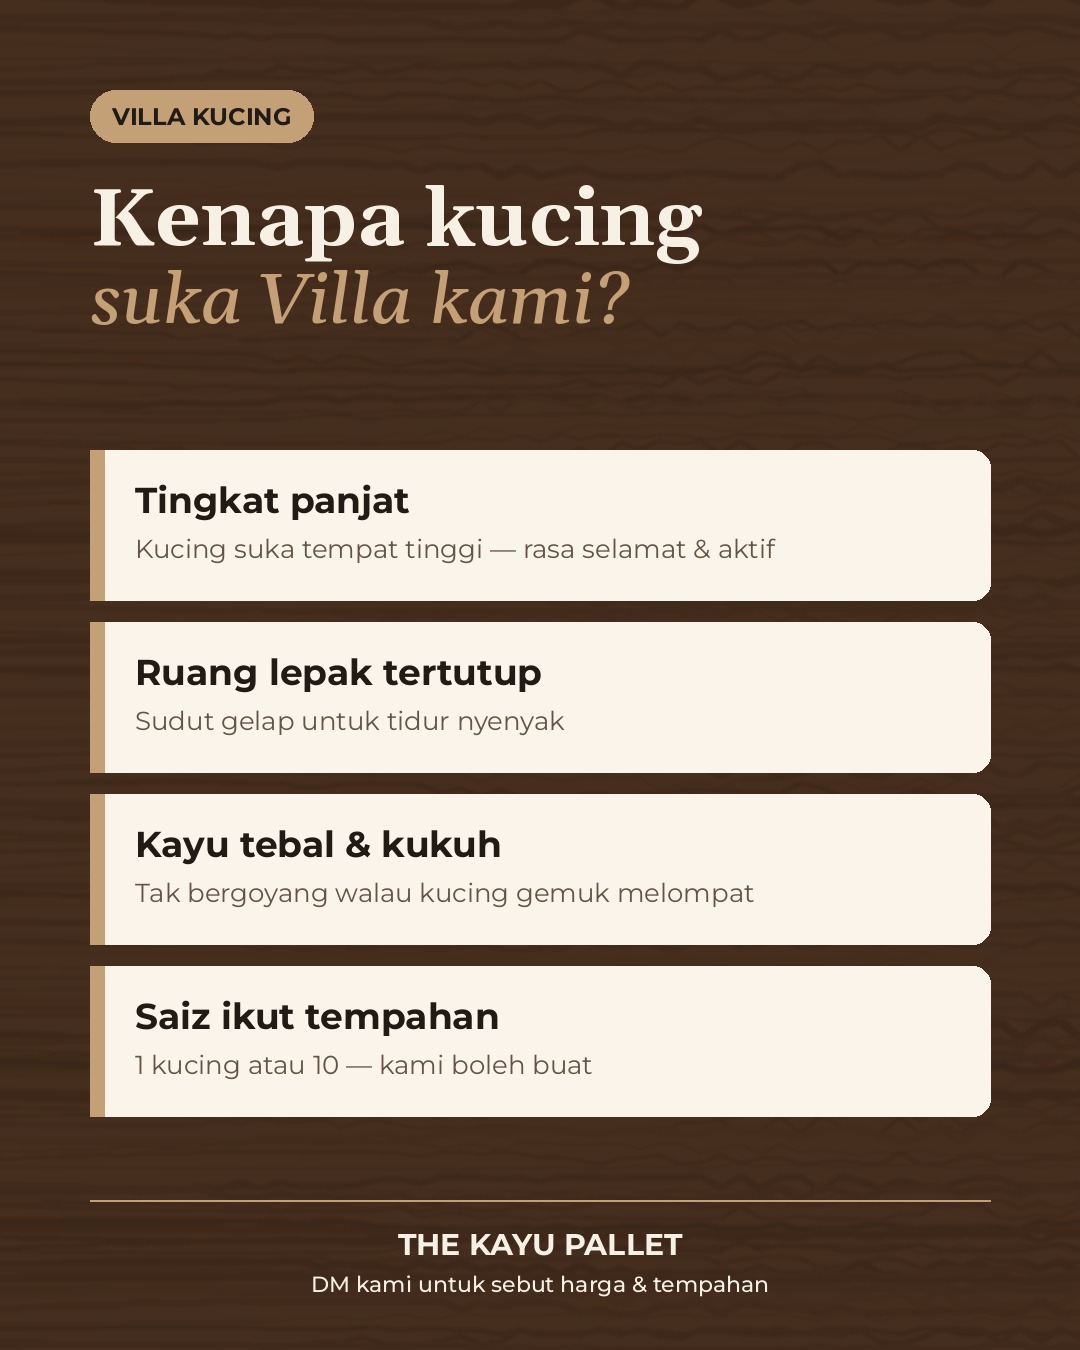 VILLA KUCING
Kenapa kucing
suka Villa kami?
Tingkat panjat
Kucing suka tempat tinggi — rasa selamat & aktif
Ruang lepak tertutup
Sudut gelap untuk tidur nyenyak
Kayu tebal & kukuh
Tak bergoyang walau kucing gemuk melompat
Saiz ikut tempahan
1 kucing atau 10 — kami boleh buat
THE KAYU PALLET
DM kami untuk sebut harga & tempahan